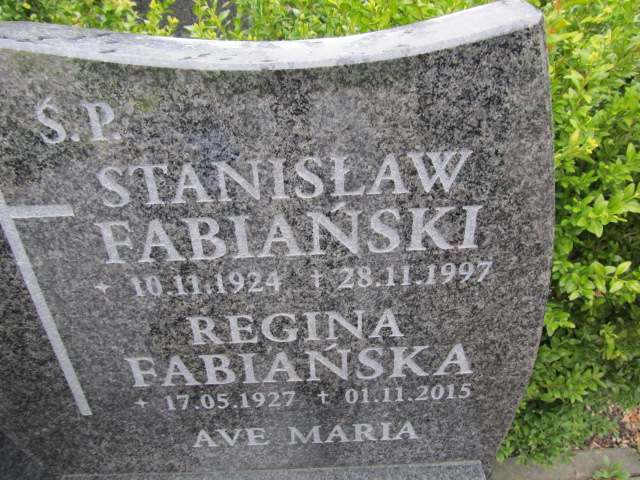 Ś.P.
STANISŁAW
FABIAŃSKI
+ 10.11.1924 † 28.11.1997
REGINA
FABIAŃSKA
+ 17.05.1927 † 01.11.2015
AVE MARIA